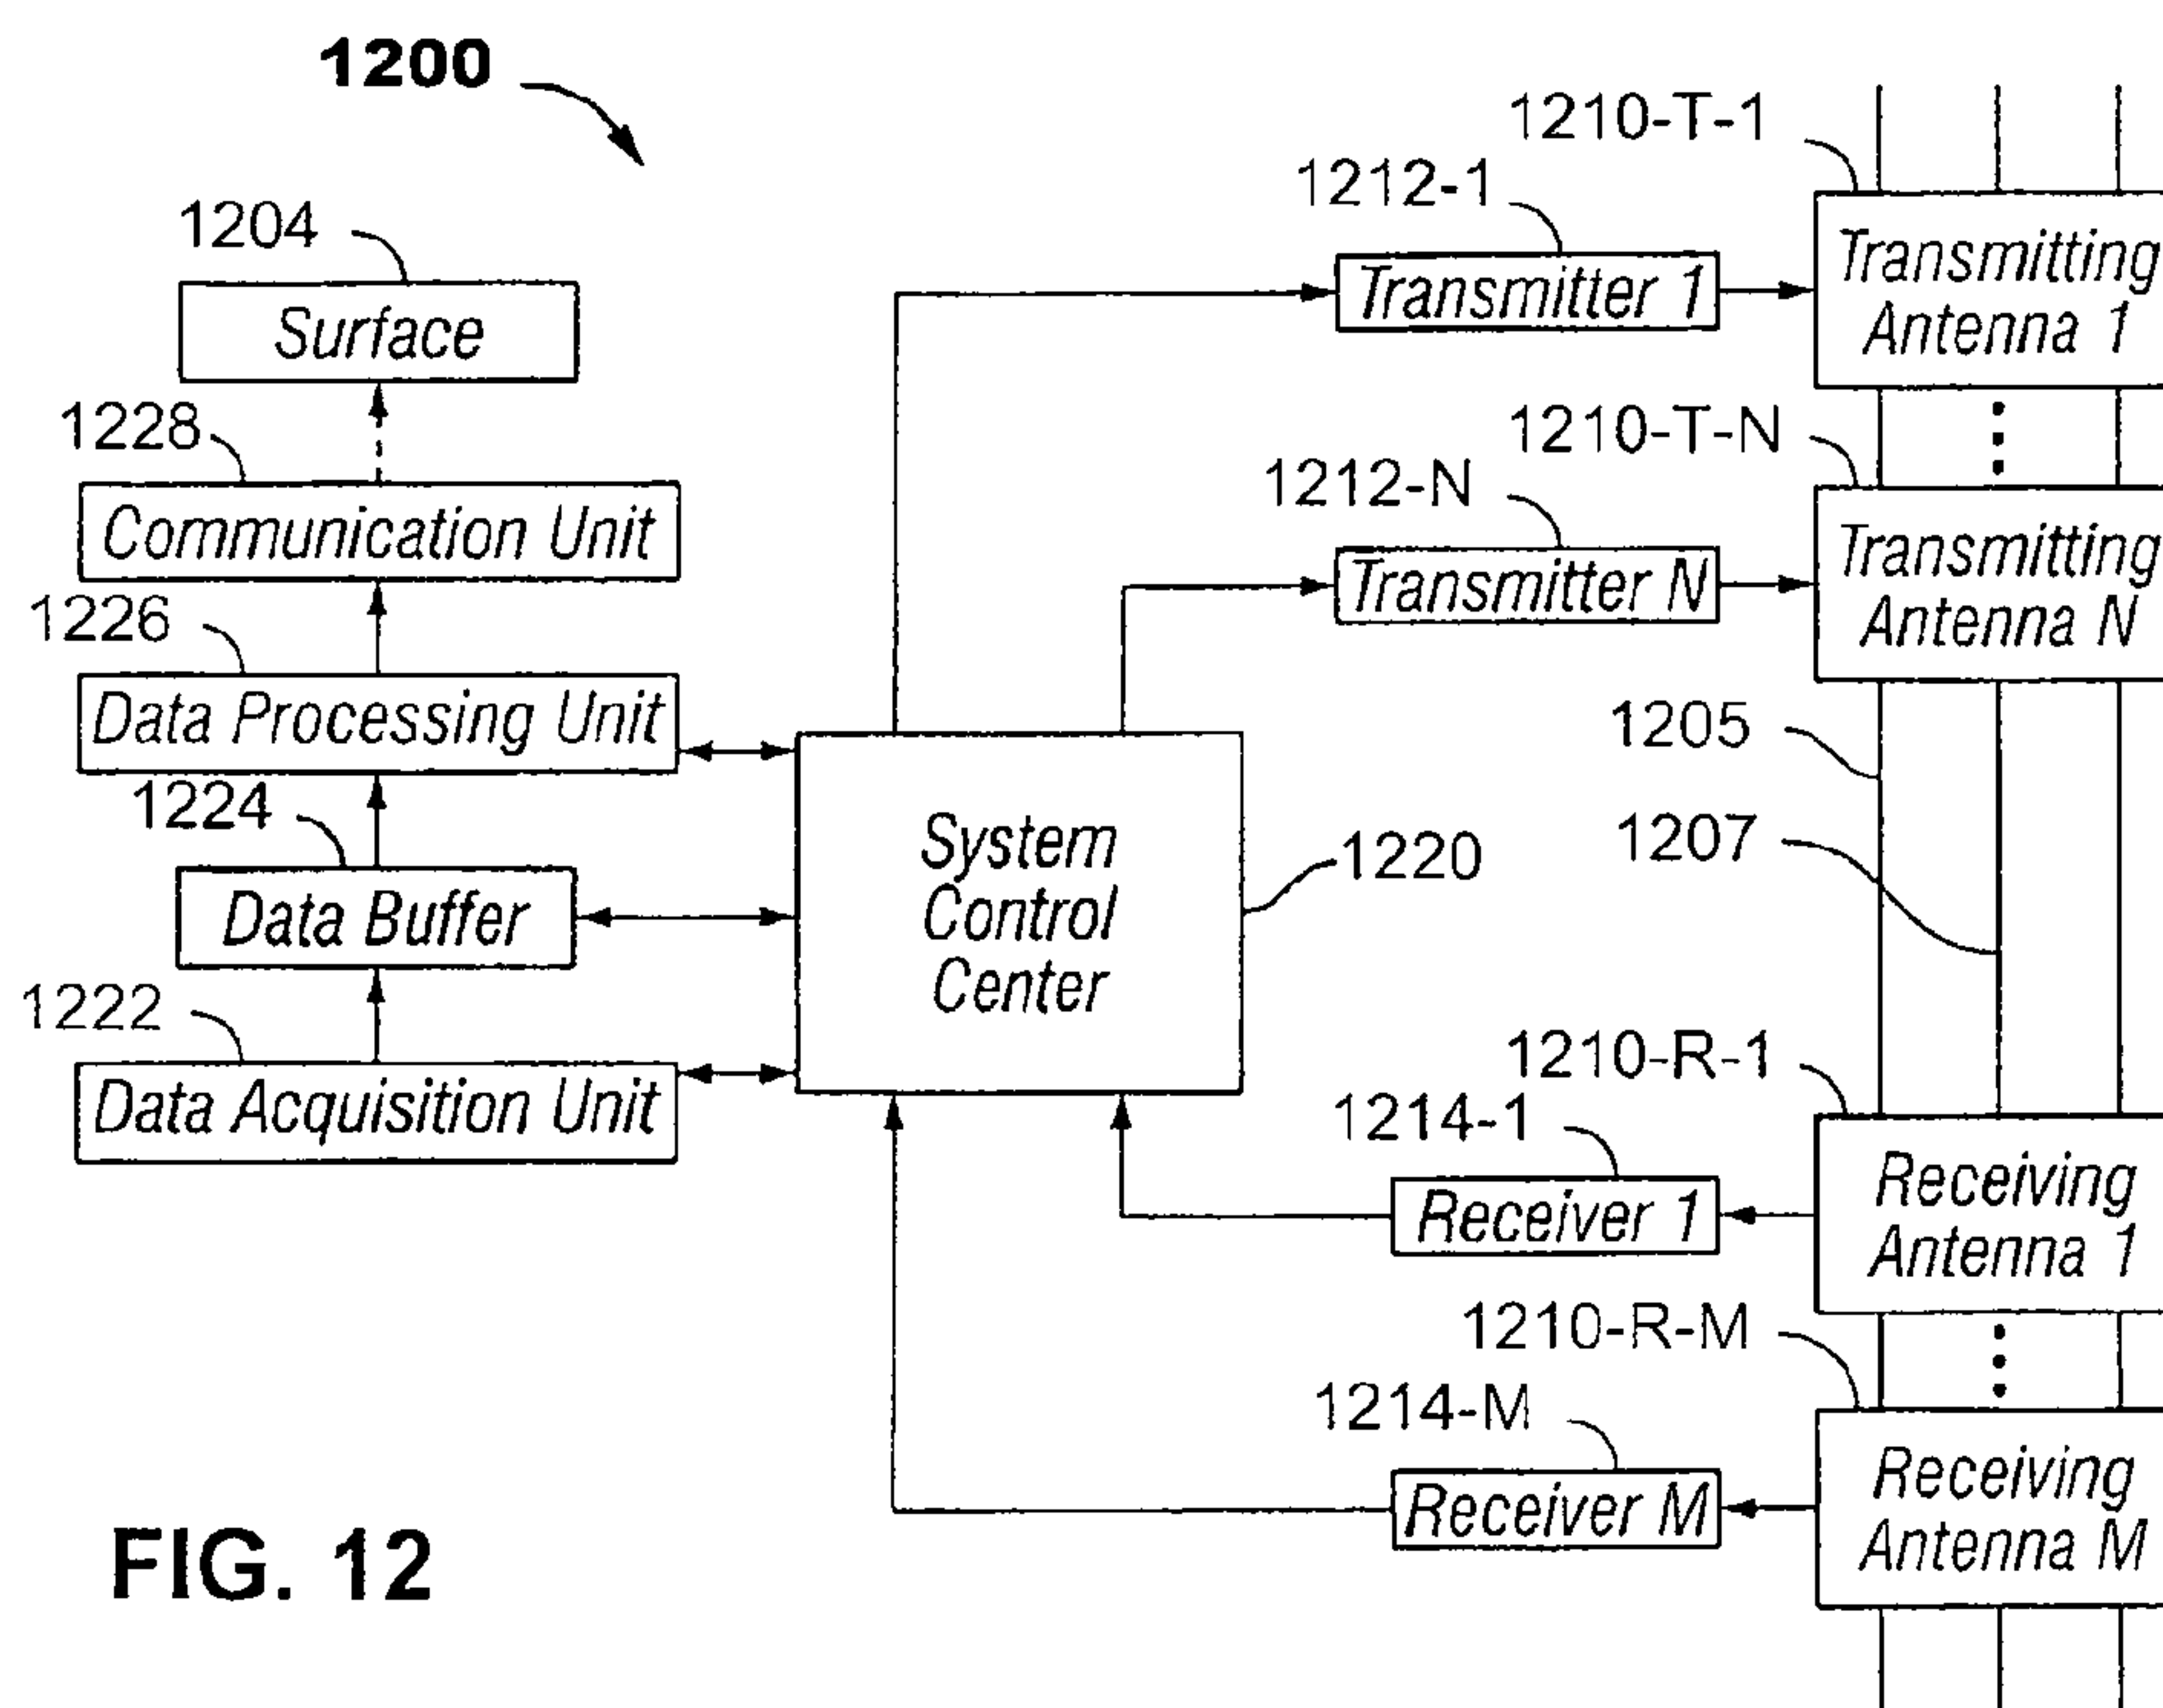 1200
1204
Surface
1228
Communication Unit
1226
Data Processing Unit
1224
Data Buffer
1222
Data Acquisition Unit
System
Control
Center
1220
1212-1
Transmitter 1
1210-T-1
Transmitting
Antenna 1
1212-N
Transmitter N
1210-T-N
Transmitting
Antenna N
1205
1207
1210-R-1
1214-1
Receiver 1
Receiving
Antenna 1
1210-R-M
1214-M
Receiver M
Receiving
Antenna M
FIG. 12